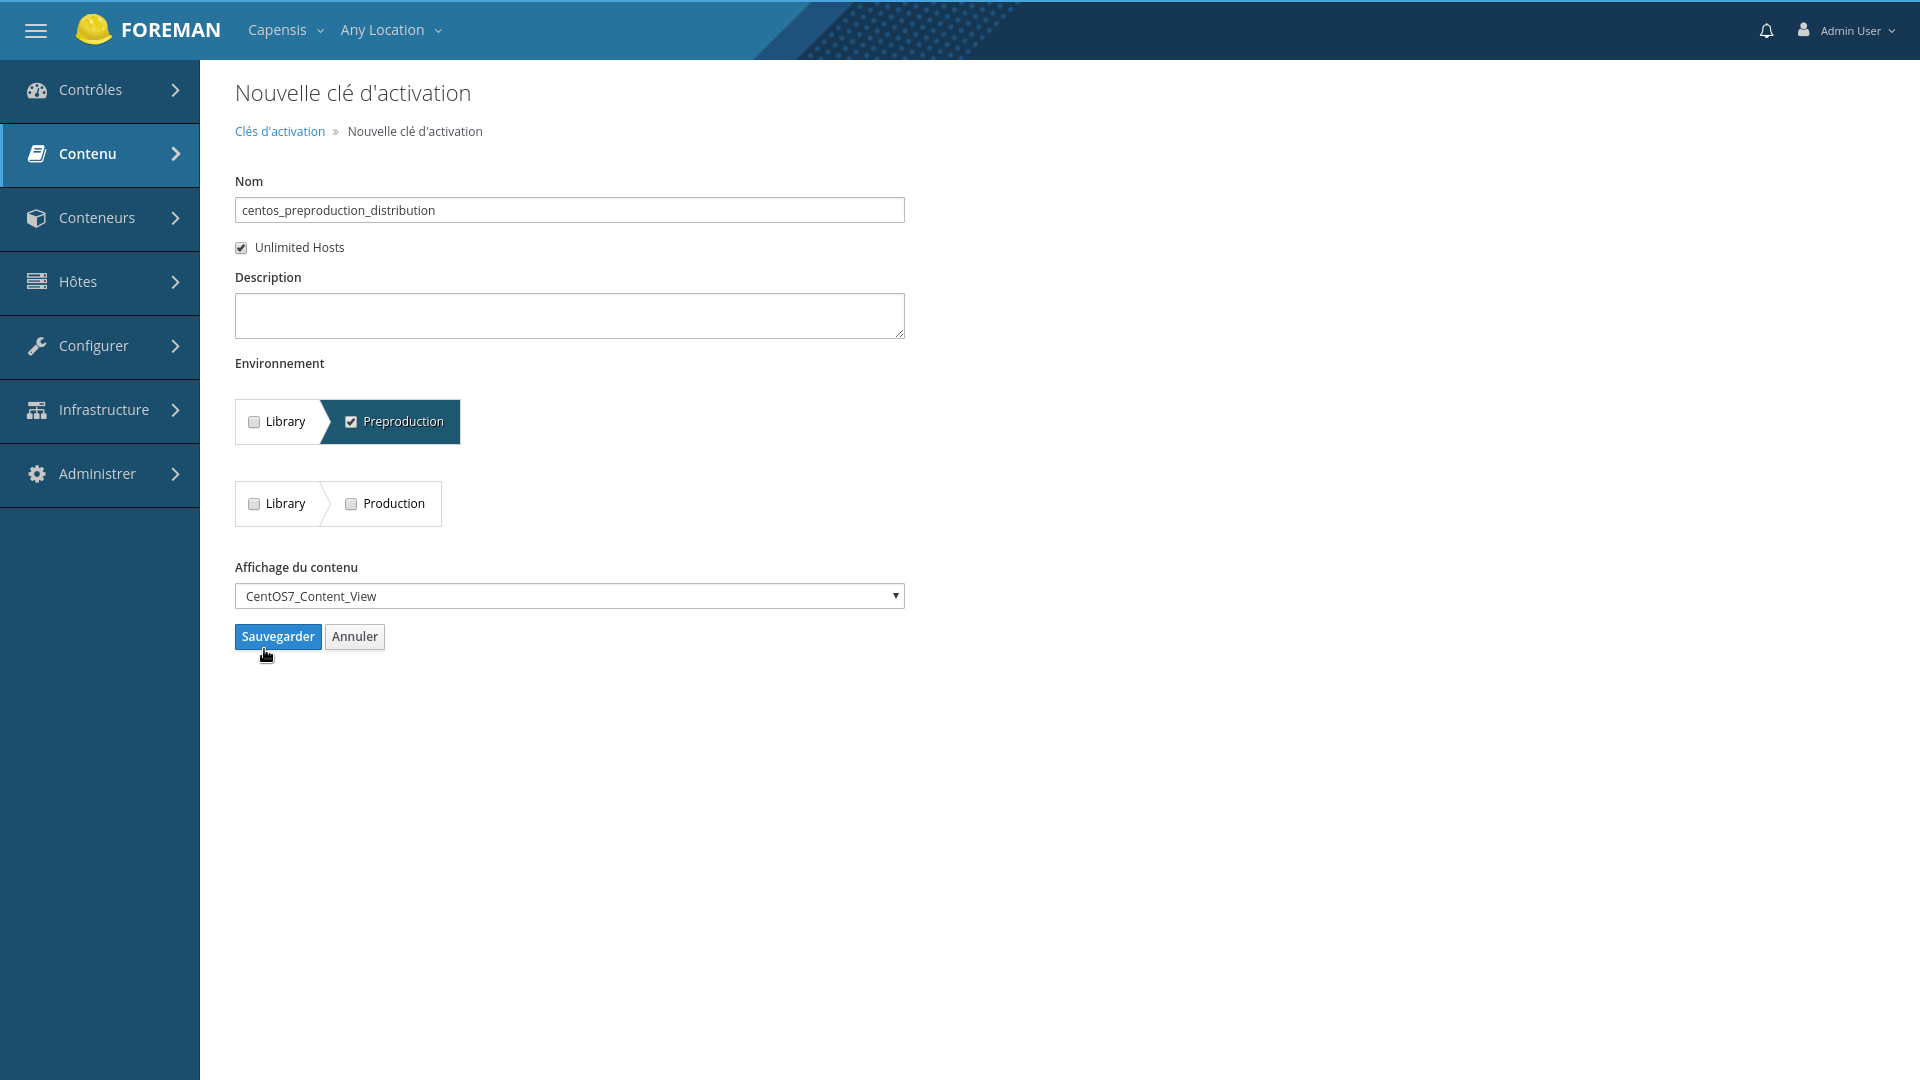 FOREMAN Capensis Any Location Admin User
Contrôles
Contenu
Conteneurs
Hôtes
Configurer
Infrastructure
Administrer
Nouvelle clé d'activation
Clés d'activation » Nouvelle clé d'activation
Nom
centos_preproduction_distribution
Unlimited Hosts
Description
Environnement
Library Preproduction
Library Production
Affichage du contenu
CentOS7_Content_View
Sauvegarder Annuler